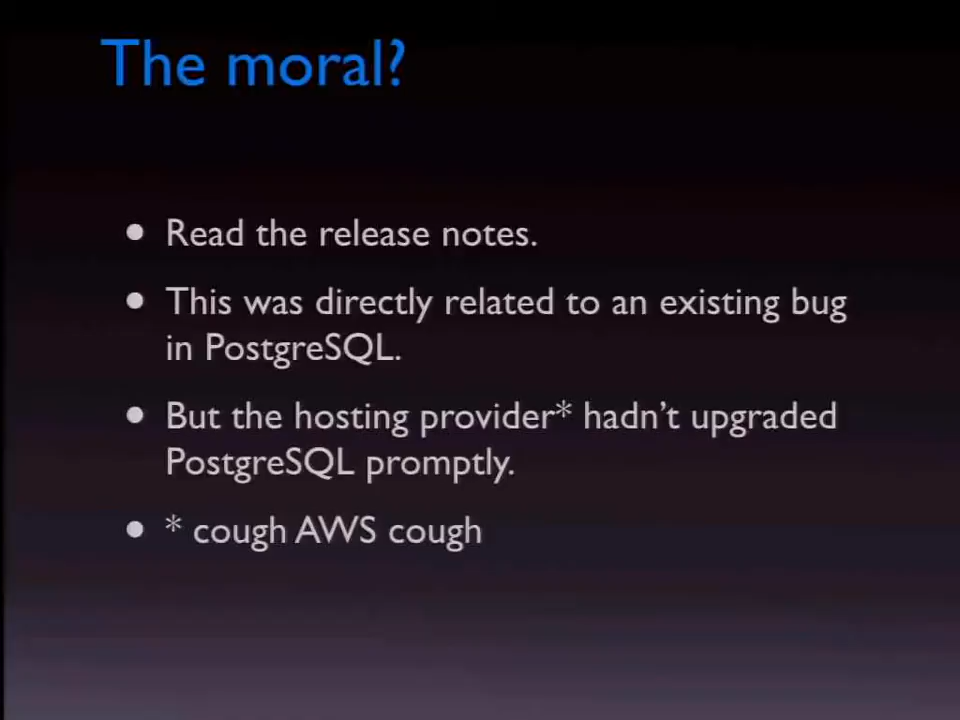 The moral?
• Read the release notes.
• This was directly related to an existing bug
in PostgreSQL.
• But the hosting provider* hadn’t upgraded
PostgreSQL promptly.
• * cough AWS cough